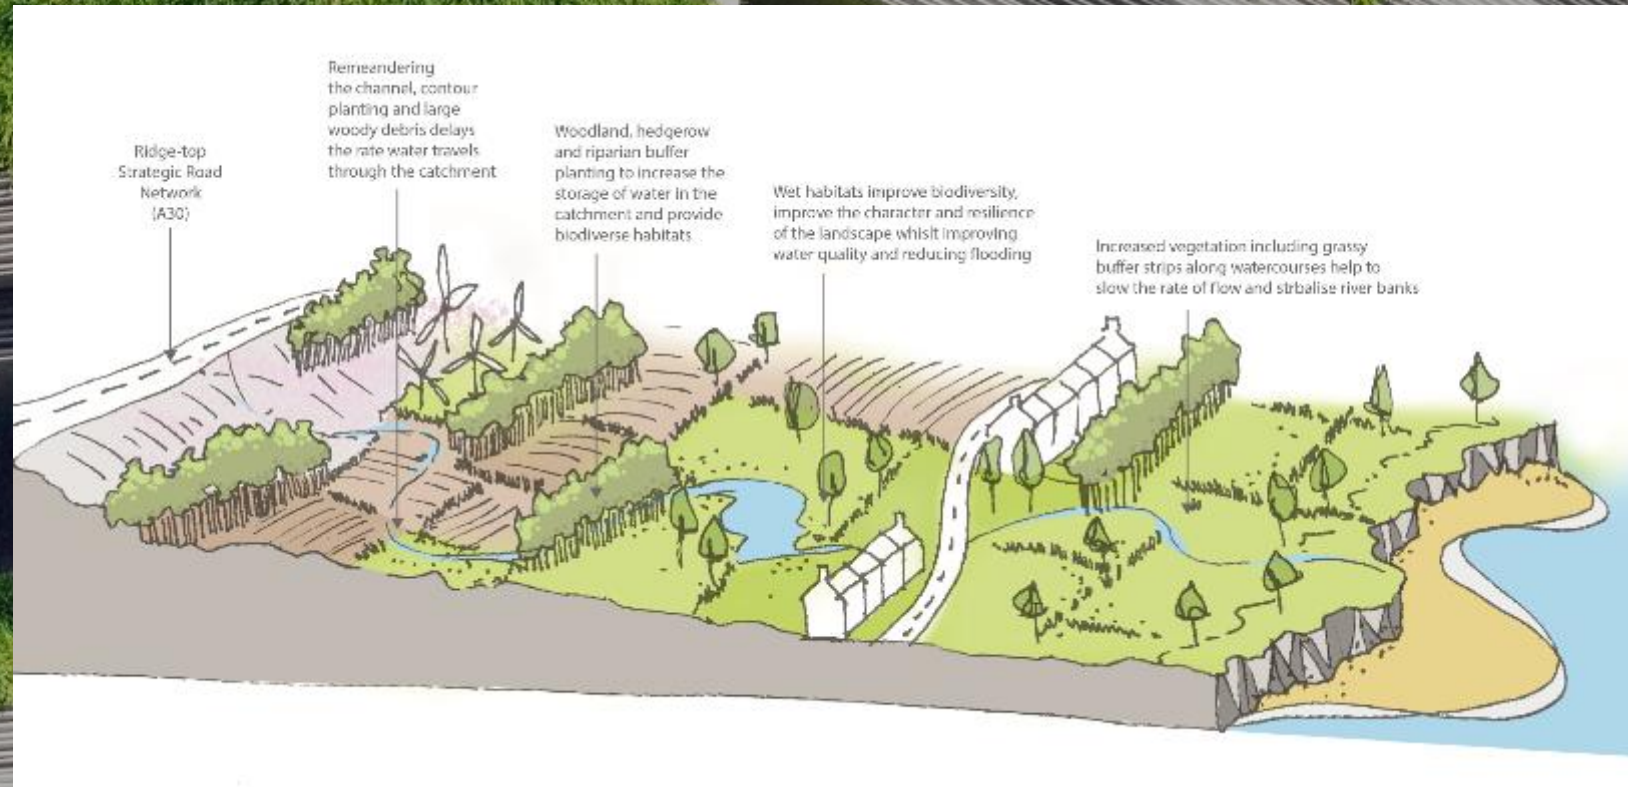 Ridge-top
Strategic Road
Network
(A30)
Remeandering
the channel, contour
planting and large
woody debris delays
the rate water travels
through the catchment
Woodland, hedgerow
and riparian buffer
planting to increase the
storage of water in the
catchment and provide
biodiverse habitats
Wet habitats improve biodiversity,
improve the character and resilience
of the landscape whislt improving
water quality and reducing flooding
Increased vegetation including grassy
buffer strips along watercourses help to
slow the rate of flow and strbalise river banks